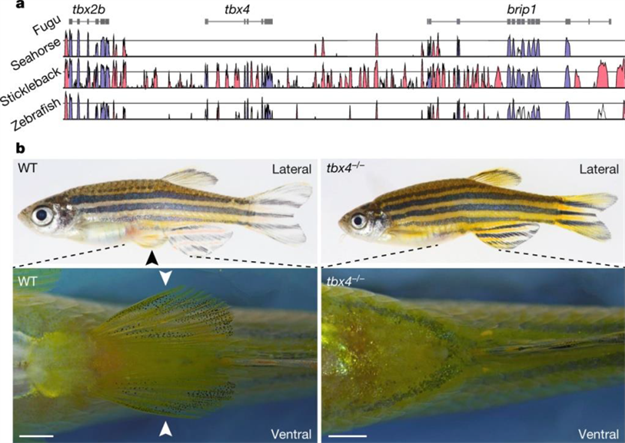 a
tbx2b tbx4 brip1
Fugu
Seahorse
Stickleback
Zebrafish
b
WT Lateral tbx4–/– Lateral
WT tbx4–/–
Ventral Ventral